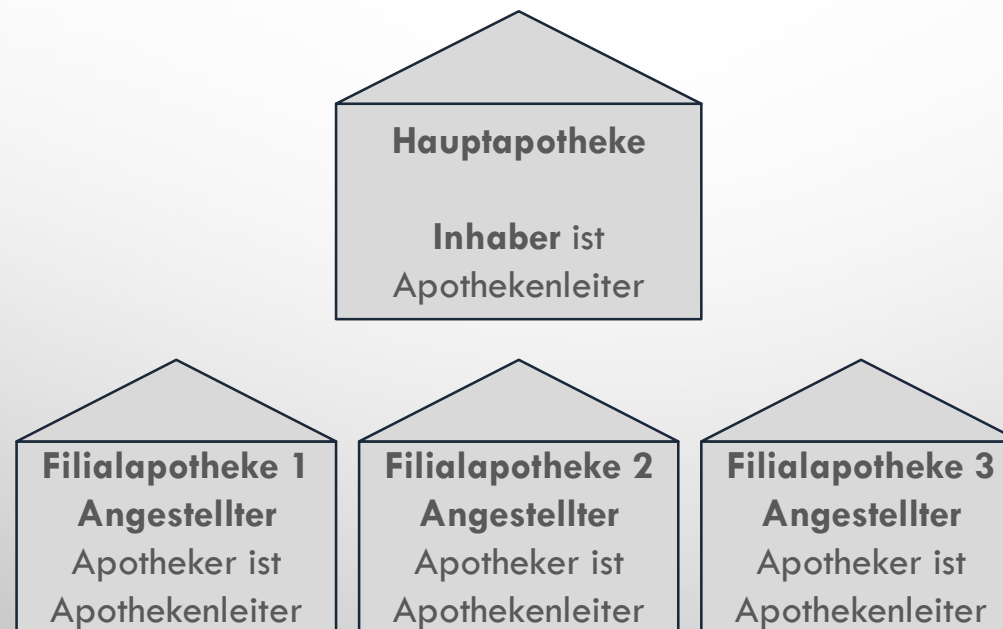 Hauptapotheke
Inhaber ist
Apothekenleiter
Filialapotheke 1
Angestellter
Apotheker ist
Apothekenleiter
Filialapotheke 2
Angestellter
Apotheker ist
Apothekenleiter
Filialapotheke 3
Angestellter
Apotheker ist
Apothekenleiter